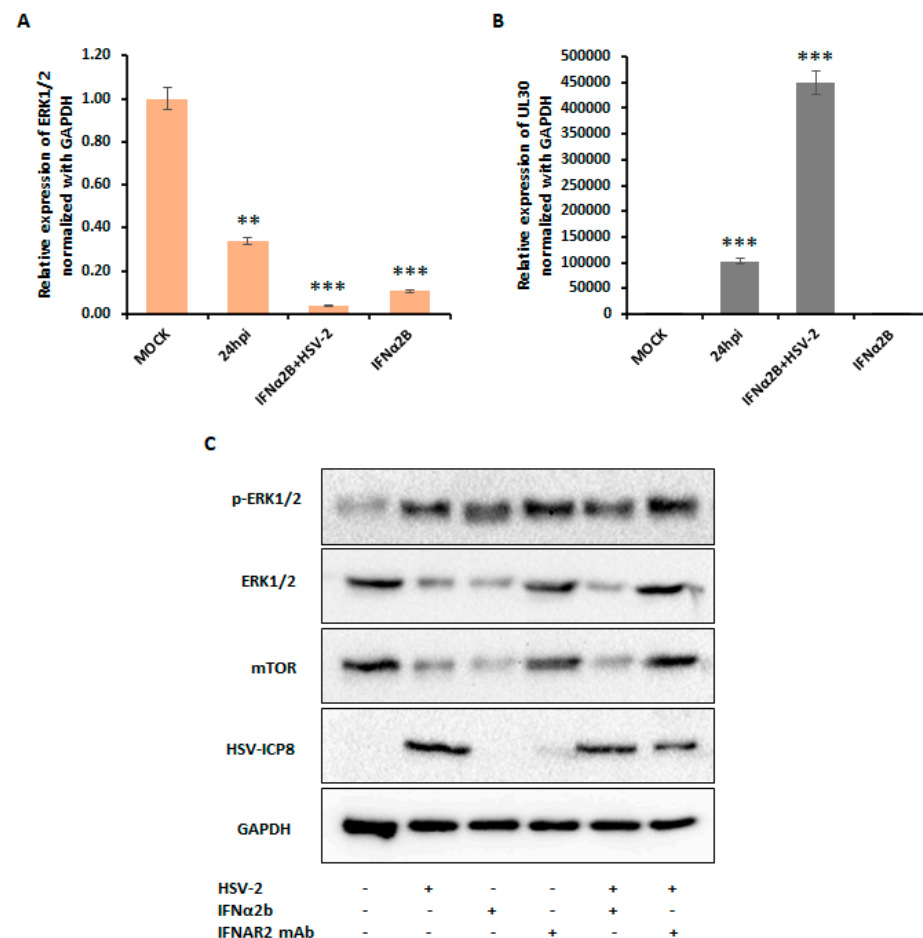 A
Relative expression of ERK1/2
normalized with GAPDH
1.20
1.00
0.80
0.60
0.40
0.20
0.00
**
***
***
MOCK
24hpi
IFNα2B+HSV-2
IFNα2B
B
Relative expression of UL30
normalized with GAPDH
500000
450000
400000
350000
300000
250000
200000
150000
100000
50000
0
***
***
MOCK
24hpi
IFNα2B+HSV-2
IFNα2B
C
p-ERK1/2
ERK1/2
mTOR
HSV-ICP8
GAPDH
HSV-2 - + - - + +
IFNα2b - - + - + -
IFNAR2 mAb - - - + - +